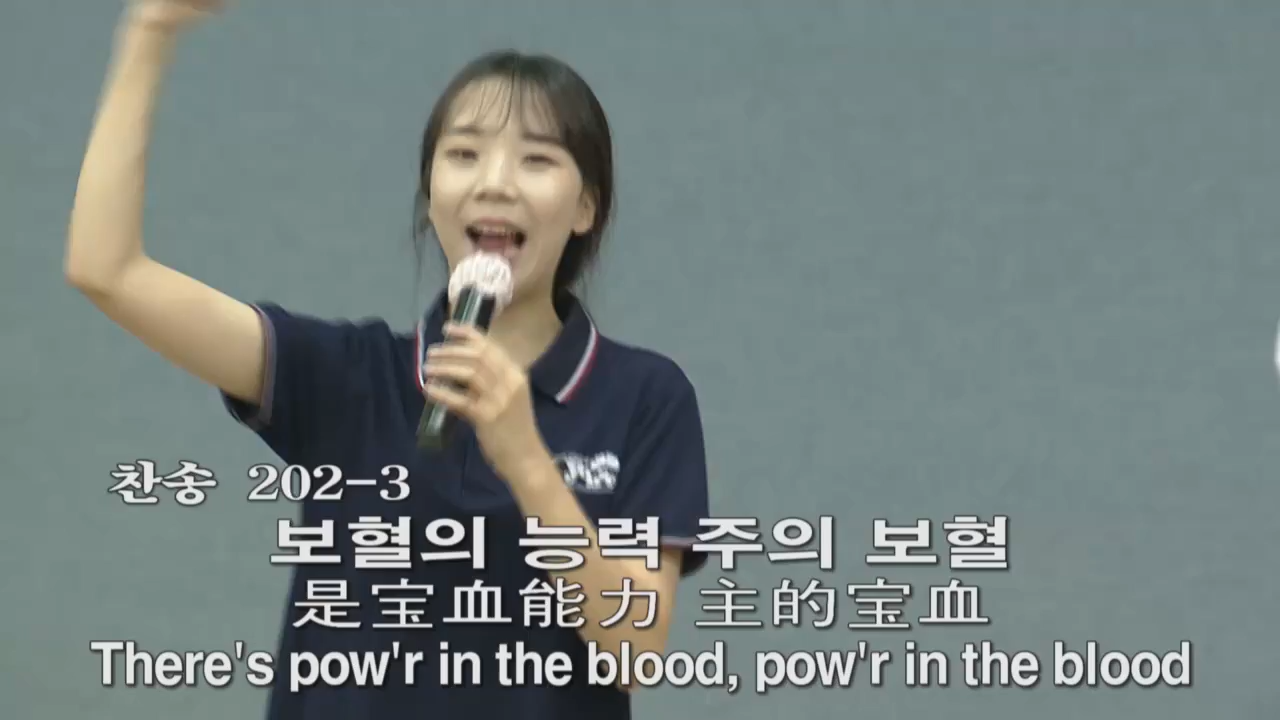 찬송 202-3
보혈의 능력 주의 보혈
是宝血能力 主的宝血
There's pow'r in the blood, pow'r in the blood